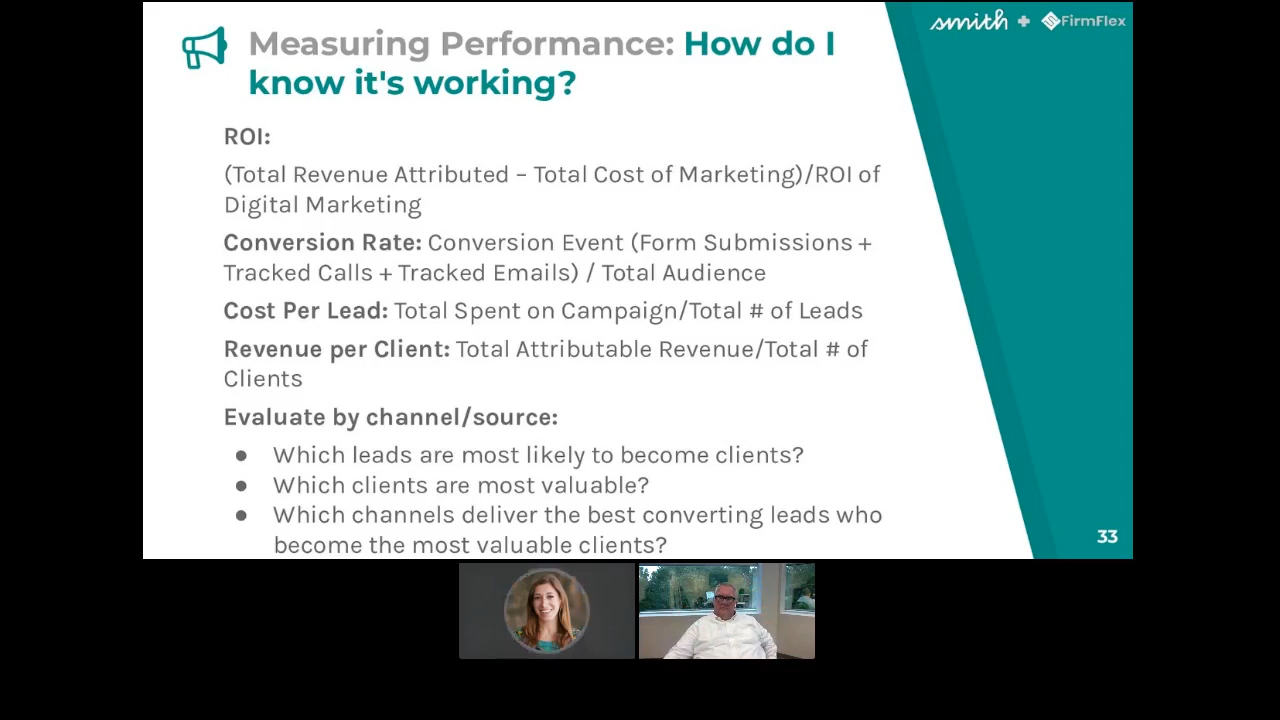 smith + FirmFlex
Measuring Performance: How do I
know it's working?
ROI:
(Total Revenue Attributed – Total Cost of Marketing)/ROI of
Digital Marketing
Conversion Rate: Conversion Event (Form Submissions +
Tracked Calls + Tracked Emails) / Total Audience
Cost Per Lead: Total Spent on Campaign/Total # of Leads
Revenue per Client: Total Attributable Revenue/Total # of
Clients
Evaluate by channel/source:
● Which leads are most likely to become clients?
● Which clients are most valuable?
● Which channels deliver the best converting leads who
become the most valuable clients?
33